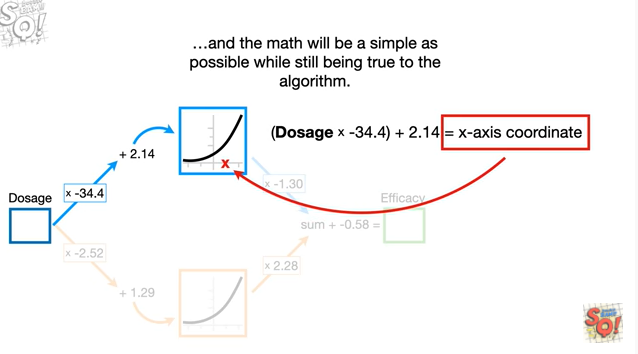 …and the math will be a simple as
possible while still being true to the
algorithm.
(Dosage x -34.4) + 2.14 = x-axis coordinate
+ 2.14
x
x -34.4
x -1.30
Dosage
Efficacy
sum + -0.58 =
x -2.52
x 2.28
+ 1.29
SQ!